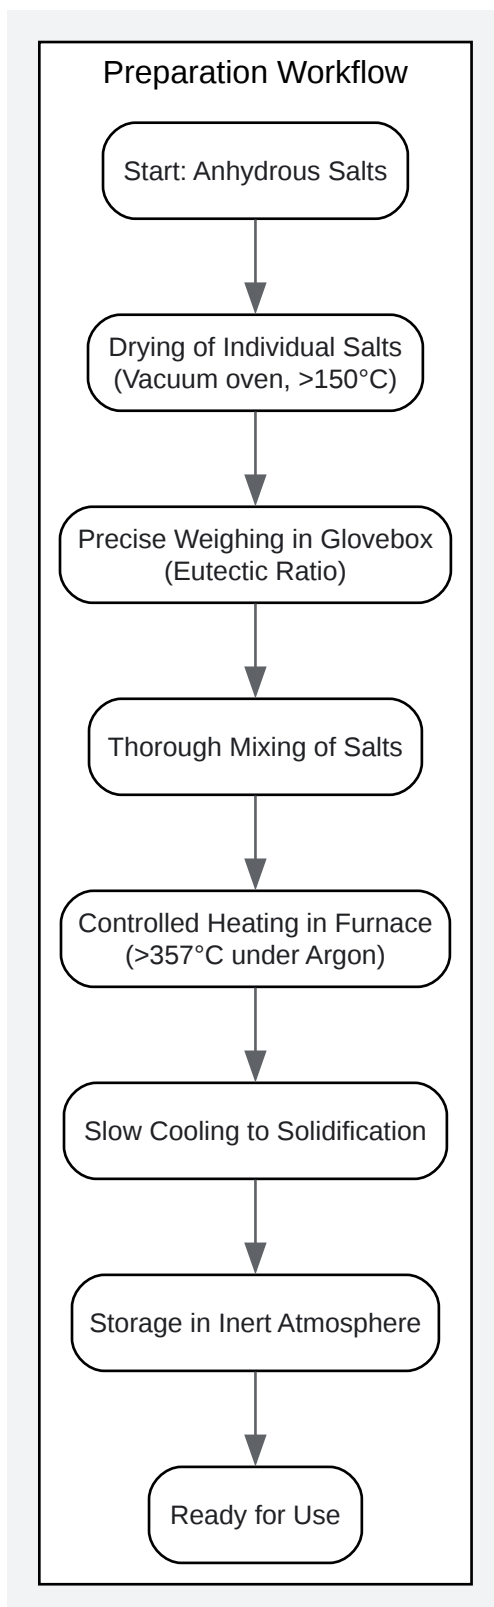 Preparation Workflow
Start: Anhydrous Salts
Drying of Individual Salts
(Vacuum oven, >150°C)
Precise Weighing in Glovebox
(Eutectic Ratio)
Thorough Mixing of Salts
Controlled Heating in Furnace
(>357°C under Argon)
Slow Cooling to Solidification
Storage in Inert Atmosphere
Ready for Use